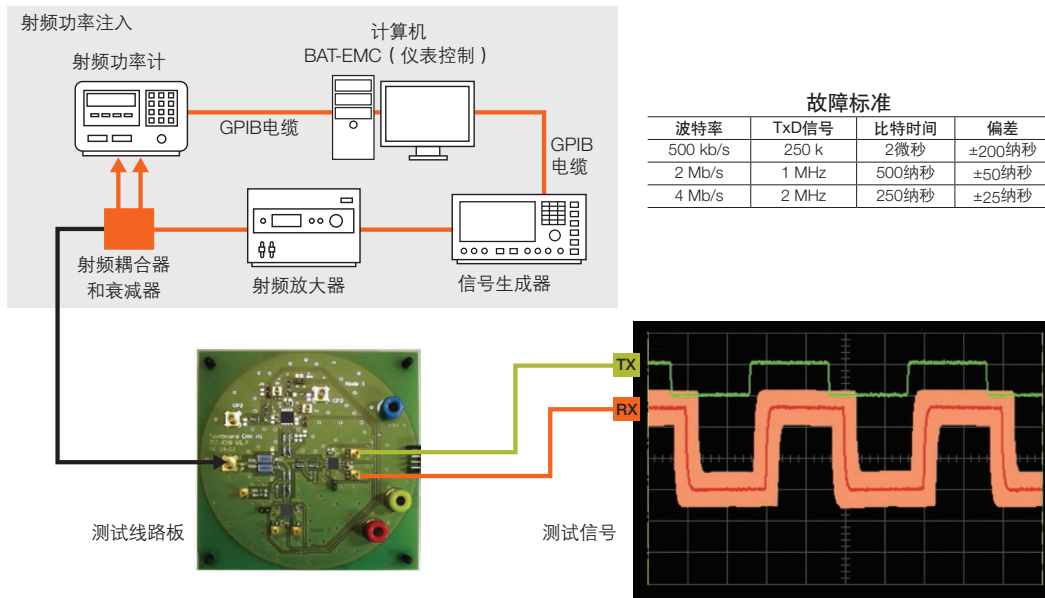 射频功率注入
计算机
BAT-EMC（仪表控制）
射频功率计
GPIB电缆
GPIB
电缆
射频耦合器
和衰减器
射频放大器
信号生成器
故障标准
波特率 TxD信号 比特时间 偏差
500 kb/s 250 k 2微秒 ±200纳秒
2 Mb/s 1 MHz 500纳秒 ±50纳秒
4 Mb/s 2 MHz 250纳秒 ±25纳秒
TX
RX
Node 1
CP2
CP3
测试线路板
测试信号